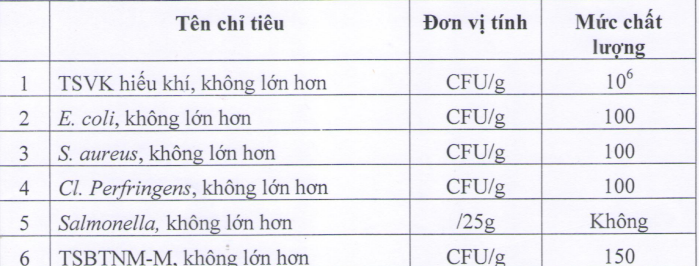 Tên chỉ tiêu Đơn vị tính Mức chất
lượng
1 TSVK hiếu khí, không lớn hơn CFU/g 10⁶
2 E. coli, không lớn hơn CFU/g 100
3 S. aureus, không lớn hơn CFU/g 100
4 Cl. Perfringens, không lớn hơn CFU/g 100
5 Salmonella, không lớn hơn /25g Không
6 TSBTNM-M, không lớn hơn CFU/g 150